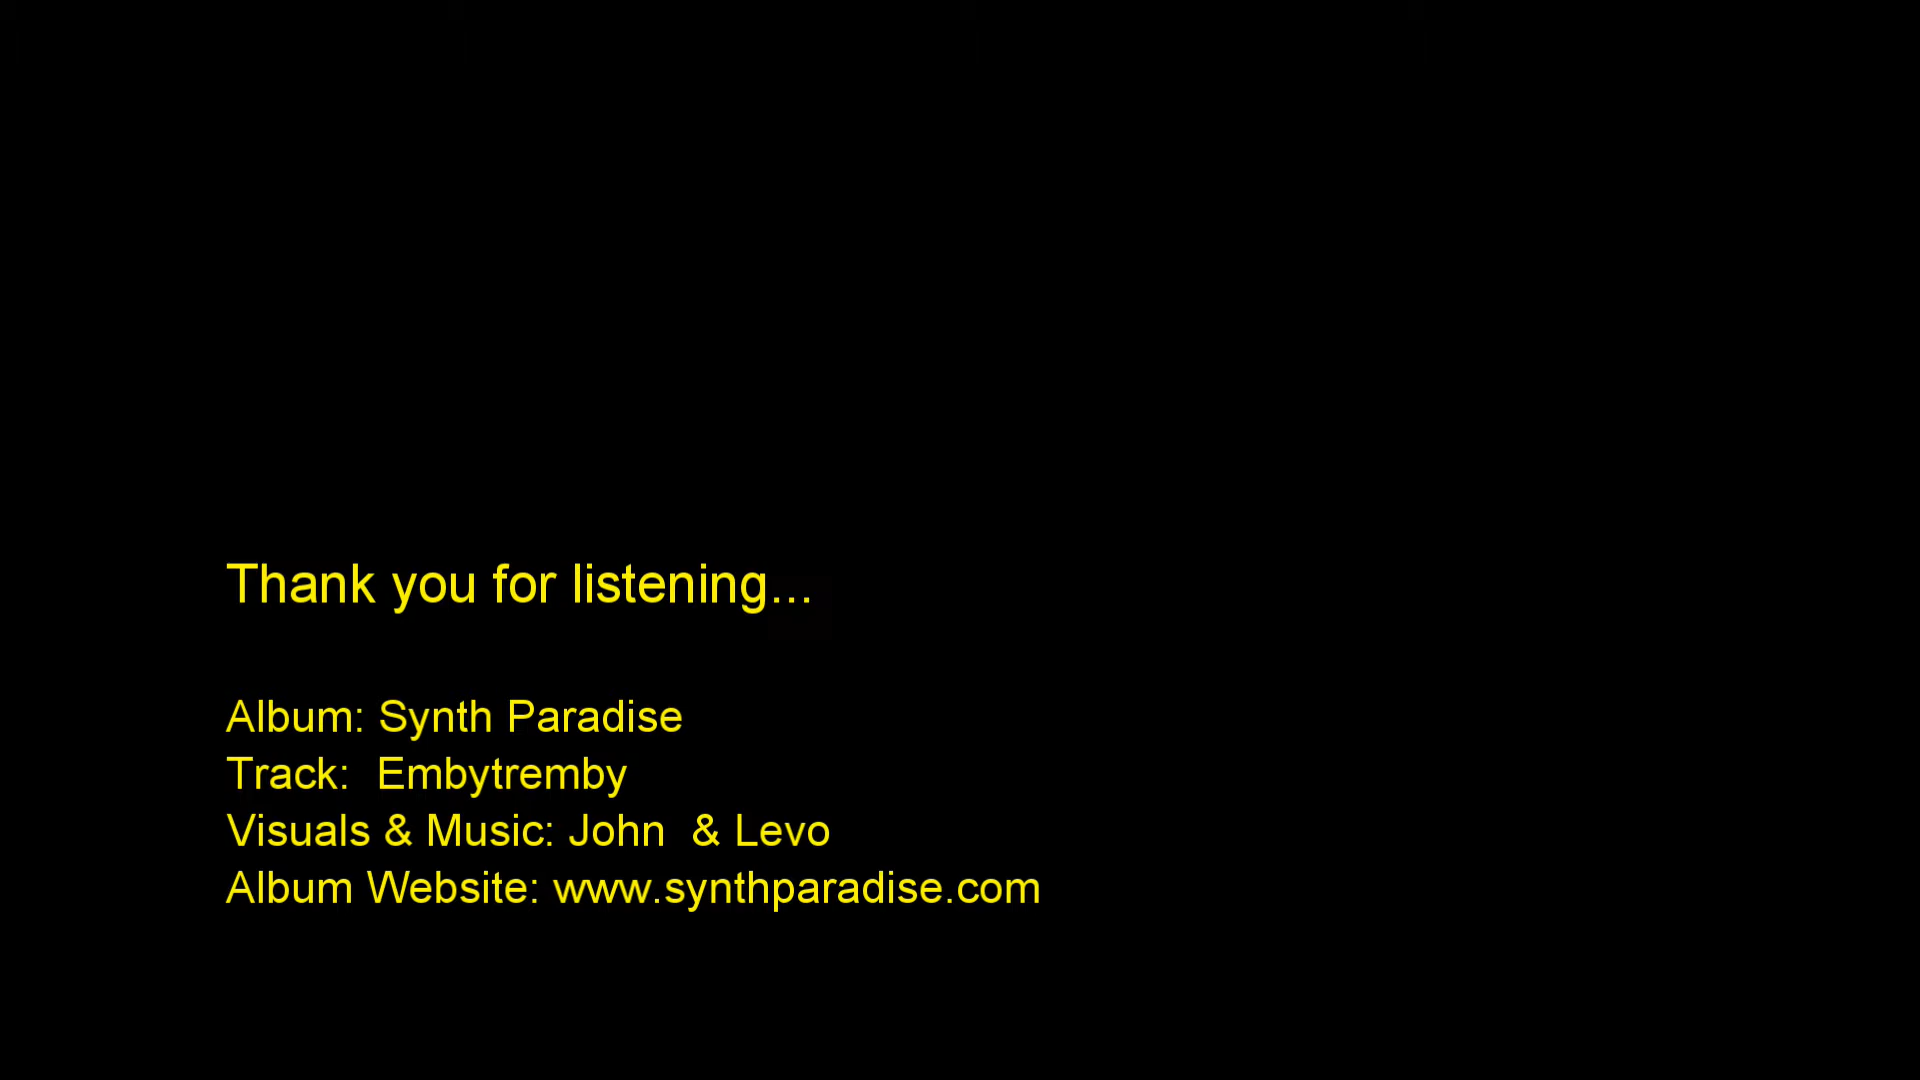 Thank you for listening...
Album: Synth Paradise
Track:  Embytremby
Visuals & Music: John  & Levo
Album Website: www.synthparadise.com